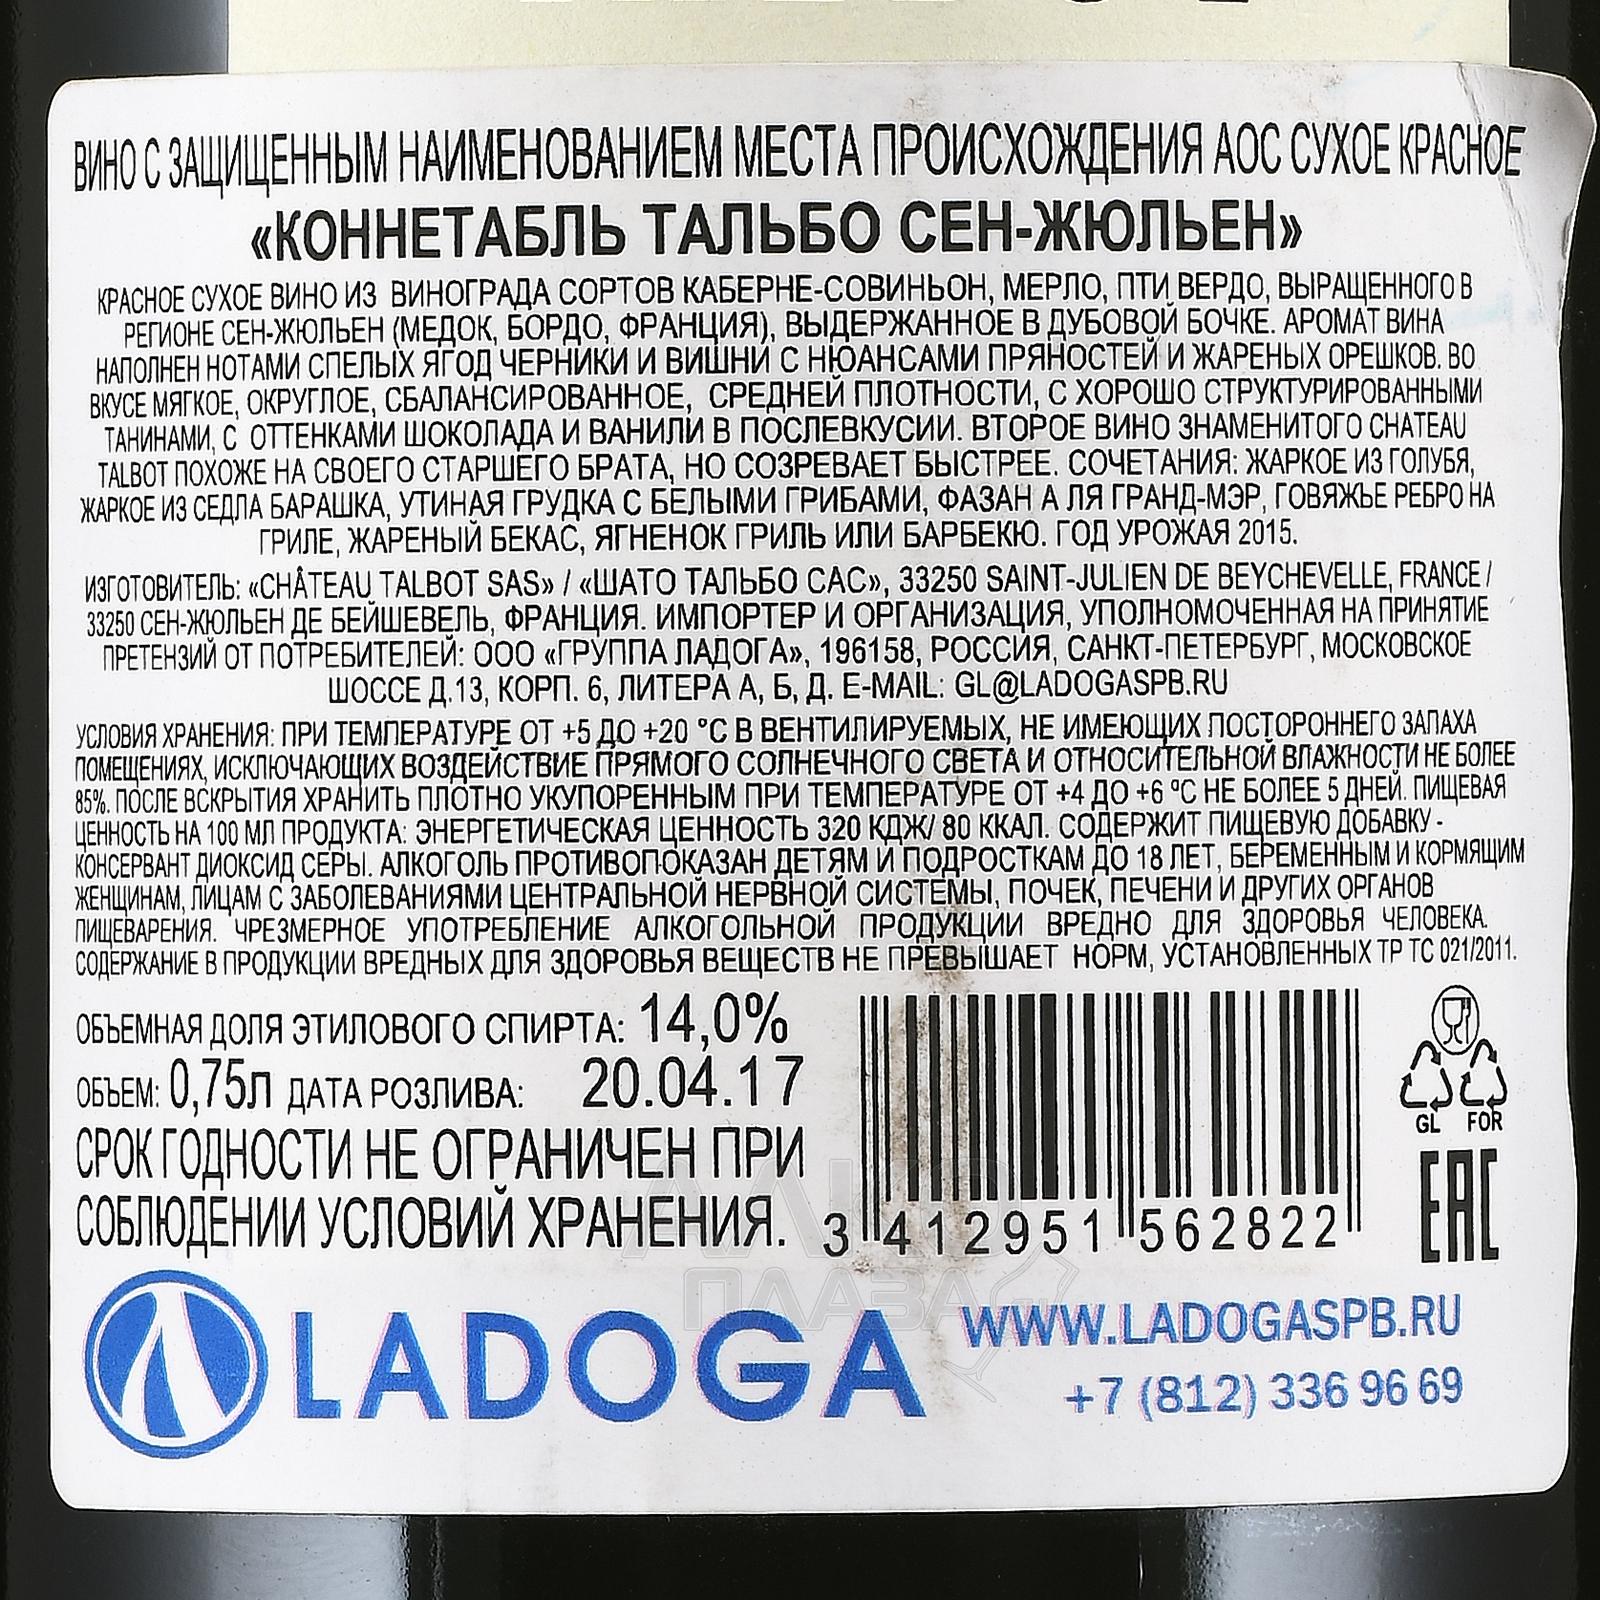 ВИНО С ЗАЩИЩЕННЫМ НАИМЕНОВАНИЕМ МЕСТА ПРОИСХОЖДЕНИЯ АОС СУХОЕ КРАСНОЕ
«КОННЕТАБЛЬ ТАЛЬБО СЕН-ЖЮЛЬЕН»
КРАСНОЕ СУХОЕ ВИНО ИЗ ВИНОГРАДА СОРТОВ КАБЕРНЕ-СОВИНЬОН, МЕРЛО, ПТИ ВЕРДО, ВЫРАЩЕННОГО В
РЕГИОНЕ СЕН-ЖЮЛЬЕН (МЕДОК, БОРДО, ФРАНЦИЯ), ВЫДЕРЖАННОЕ В ДУБОВОЙ БОЧКЕ. АРОМАТ ВИНА
НАПОЛНЕН НОТАМИ СПЕЛЫХ ЯГОД ЧЕРНИКИ И ВИШНИ С НЮАНСАМИ ПРЯНОСТЕЙ И ЖАРЕНЫХ ОРЕШКОВ. ВО
ВКУСЕ МЯГКОЕ, ОКРУГЛОЕ, СБАЛАНСИРОВАННОЕ, СРЕДНЕЙ ПЛОТНОСТИ, С ХОРОШО СТРУКТУРИРОВАННЫМИ
ТАНИНАМИ, С ОТТЕНКАМИ ШОКОЛАДА И ВАНИЛИ В ПОСЛЕВКУСИИ. ВТОРОЕ ВИНО ЗНАМЕНИТОГО CHATEAU
TALBOT ПОХОЖЕ НА СВОЕГО СТАРШЕГО БРАТА, НО СОЗРЕВАЕТ БЫСТРЕЕ. СОЧЕТАНИЯ: ЖАРКОЕ ИЗ ГОЛУБЯ,
ЖАРКОЕ ИЗ СЕДЛА БАРАШКА, УТИНАЯ ГРУДКА С БЕЛЫМИ ГРИБАМИ, ФАЗАН А ЛЯ ГРАНД-МЭР, ГОВЯЖЬЕ РЕБРО НА
ГРИЛЕ, ЖАРЕНЫЙ БЕКАС, ЯГНЕНОК ГРИЛЬ ИЛИ БАРБЕКЮ. ГОД УРОЖАЯ 2015.
ИЗГОТОВИТЕЛЬ: «CHÂTEAU TALBOT SAS» / «ШАТО ТАЛЬБО САС», 33250 SAINT-JULIEN DE BEYCHEVELLE, FRANCE /
33250 СЕН-ЖЮЛЬЕН ДЕ БЕЙШЕВЕЛЬ, ФРАНЦИЯ. ИМПОРТЕР И ОРГАНИЗАЦИЯ, УПОЛНОМОЧЕННАЯ НА ПРИНЯТИЕ
ПРЕТЕНЗИЙ ОТ ПОТРЕБИТЕЛЕЙ: ООО «ГРУППА ЛАДОГА», 196158, РОССИЯ, САНКТ-ПЕТЕРБУРГ, МОСКОВСКОЕ
ШОССЕ Д.13, КОРП. 6, ЛИТЕРА А, Б, Д. E-MAIL: GL@LADOGASPB.RU
УСЛОВИЯ ХРАНЕНИЯ: ПРИ ТЕМПЕРАТУРЕ ОТ +5 ДО +20 °С В ВЕНТИЛИРУЕМЫХ, НЕ ИМЕЮЩИХ ПОСТОРОННЕГО ЗАПАХА
ПОМЕЩЕНИЯХ, ИСКЛЮЧАЮЩИХ ВОЗДЕЙСТВИЕ ПРЯМОГО СОЛНЕЧНОГО СВЕТА И ОТНОСИТЕЛЬНОЙ ВЛАЖНОСТИ НЕ БОЛЕЕ
85%. ПОСЛЕ ВСКРЫТИЯ ХРАНИТЬ ПЛОТНО УКУПОРЕННЫМ ПРИ ТЕМПЕРАТУРЕ ОТ +4 ДО +6 °С НЕ БОЛЕЕ 5 ДНЕЙ. ПИЩЕВАЯ
ЦЕННОСТЬ НА 100 МЛ ПРОДУКТА: ЭНЕРГЕТИЧЕСКАЯ ЦЕННОСТЬ 320 КДЖ/ 80 ККАЛ. СОДЕРЖИТ ПИЩЕВУЮ ДОБАВКУ -
КОНСЕРВАНТ ДИОКСИД СЕРЫ. АЛКОГОЛЬ ПРОТИВОПОКАЗАН ДЕТЯМ И ПОДРОСТКАМ ДО 18 ЛЕТ, БЕРЕМЕННЫМ И КОРМЯЩИМ
ЖЕНЩИНАМ, ЛИЦАМ С ЗАБОЛЕВАНИЯМИ ЦЕНТРАЛЬНОЙ НЕРВНОЙ СИСТЕМЫ, ПОЧЕК, ПЕЧЕНИ И ДРУГИХ ОРГАНОВ
ПИЩЕВАРЕНИЯ. ЧРЕЗМЕРНОЕ УПОТРЕБЛЕНИЕ АЛКОГОЛЬНОЙ ПРОДУКЦИИ ВРЕДНО ДЛЯ ЗДОРОВЬЯ ЧЕЛОВЕКА.
СОДЕРЖАНИЕ В ПРОДУКЦИИ ВРЕДНЫХ ДЛЯ ЗДОРОВЬЯ ВЕЩЕСТВ НЕ ПРЕВЫШАЕТ НОРМ, УСТАНОВЛЕННЫХ ТР ТС 021/2011.
ОБЪЕМНАЯ ДОЛЯ ЭТИЛОВОГО СПИРТА: 14,0%
ОБЪЕМ: 0,75л ДАТА РОЗЛИВА: 20.04.17
СРОК ГОДНОСТИ НЕ ОГРАНИЧЕН ПРИ
СОБЛЮДЕНИИ УСЛОВИЙ ХРАНЕНИЯ.
3 412951 562822
GL FOR
EAC
АЛКО
ПЛАЗА
LADOGA
WWW.LADOGASPB.RU
+7 (812) 336 96 69